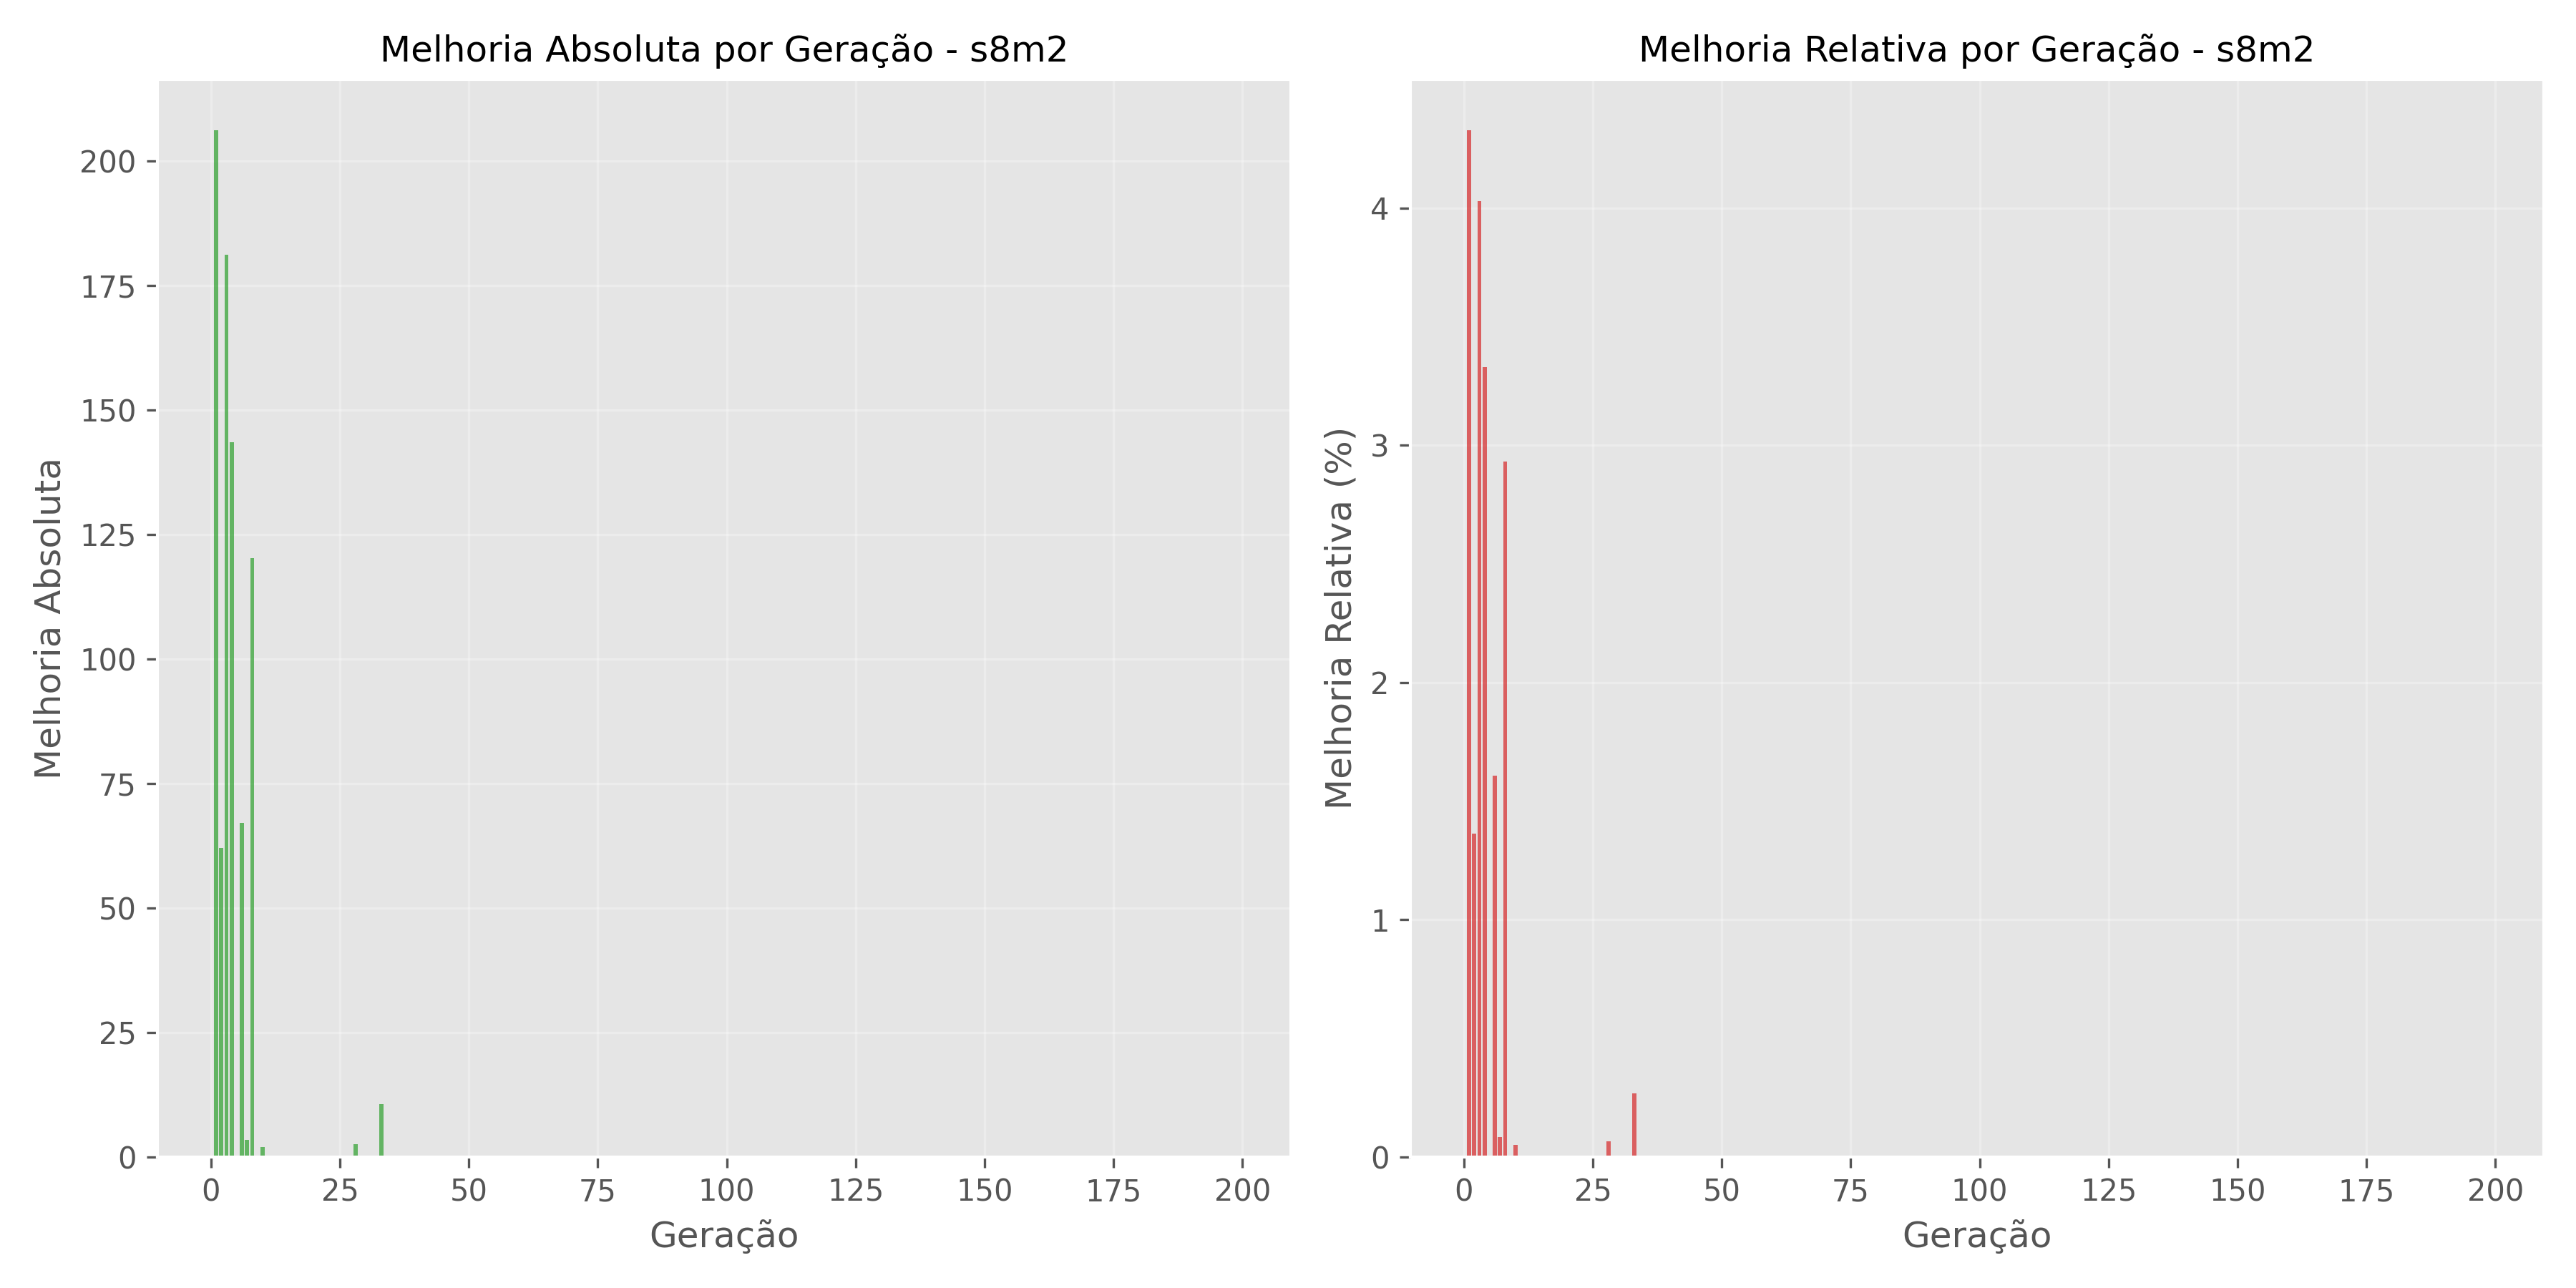 Melhoria Absoluta por Geração - s8m2
Melhoria Absoluta
200
175
150
125
100
75
50
25
0
0 25 50 75 100 125 150 175 200
Geração
Melhoria Relativa por Geração - s8m2
Melhoria Relativa (%)
4
3
2
1
0
0 25 50 75 100 125 150 175 200
Geração